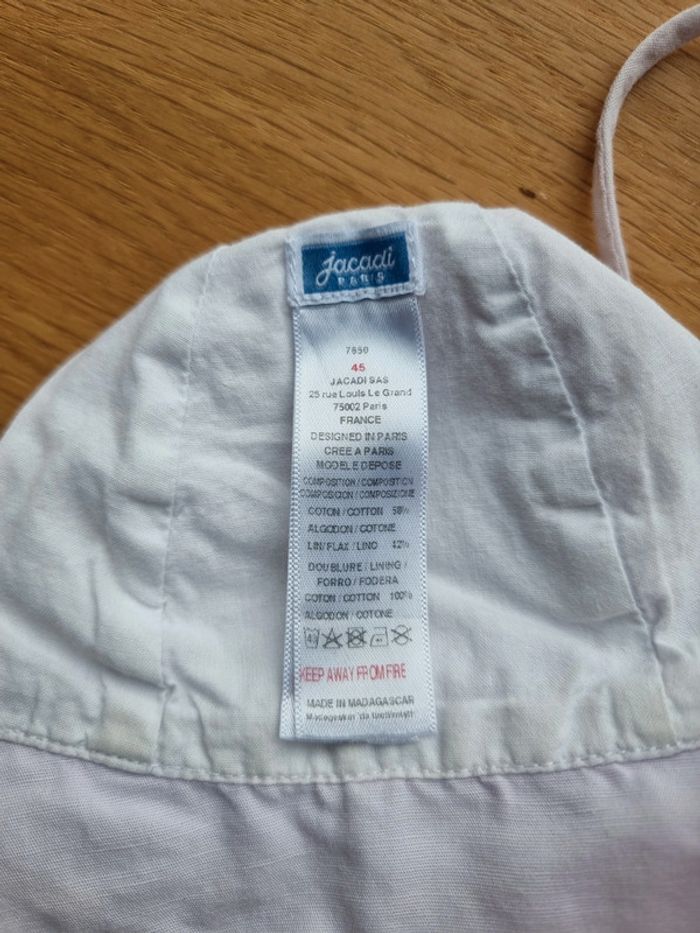 jacadi
PARIS
7650
45
JACADI SAS
25 rue Louis Le Grand
75002 Paris
FRANCE
DESIGNED IN PARIS
CREE A PARIS
MODELE DEPOSE
COMPOSITION / COMPOSITION
COMPOSICION / COMPOSIZIONE
COTON / COTTON 58%
ALGODON / COTONE
LIN / FLAX / LINO 42%
DOUBLURE / LINING /
FORRO / FODERA
COTON / COTTON 100%
ALGODON / COTONE
KEEP AWAY FROM FIRE
MADE IN MADAGASCAR